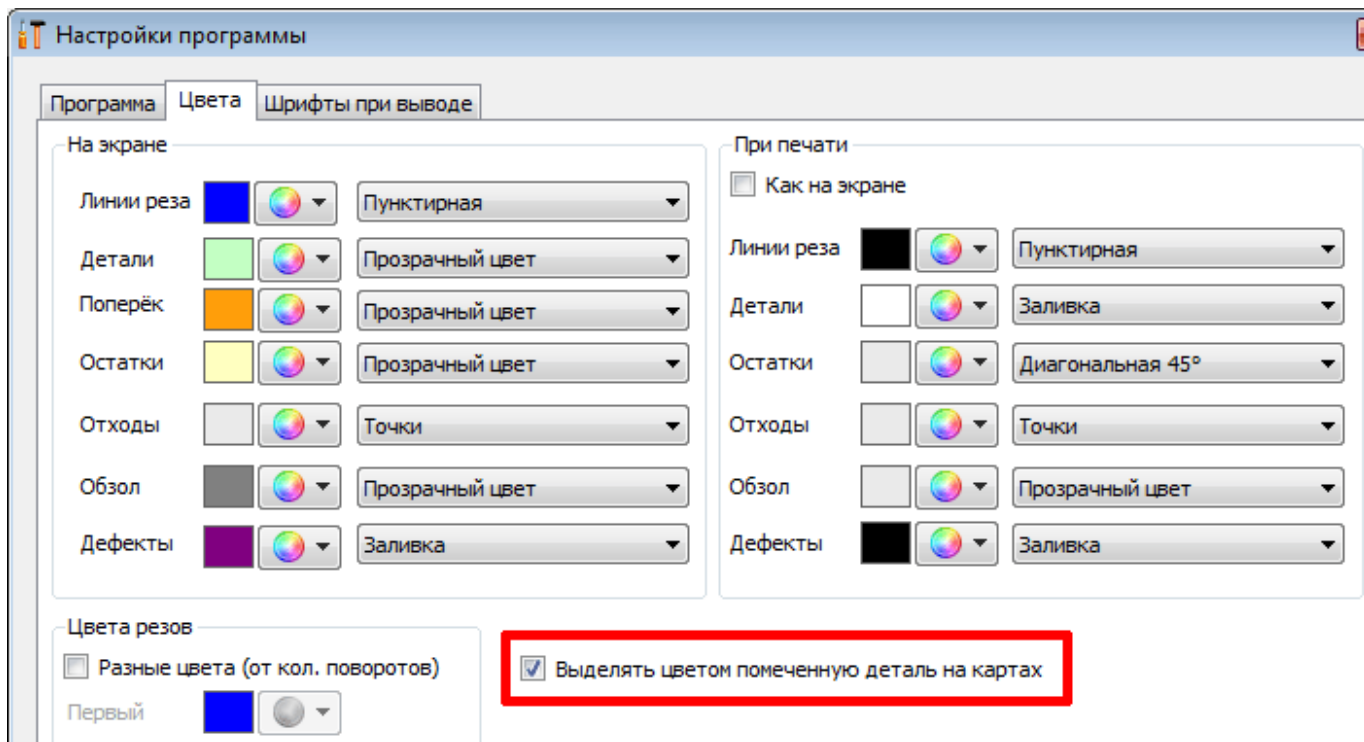 Настройки программы
Программа Цвета Шрифты при выводе
На экране
Линии реза Пунктирная
Детали Прозрачный цвет
Поперёк Прозрачный цвет
Остатки Прозрачный цвет
Отходы Точки
Обзол Прозрачный цвет
Дефекты Заливка
При печати
Как на экране
Линии реза Пунктирная
Детали Заливка
Остатки Диагональная 45°
Отходы Точки
Обзол Прозрачный цвет
Дефекты Заливка
Цвета резов
Разные цвета (от кол. поворотов)
Первый
Выделять цветом помеченную деталь на картах